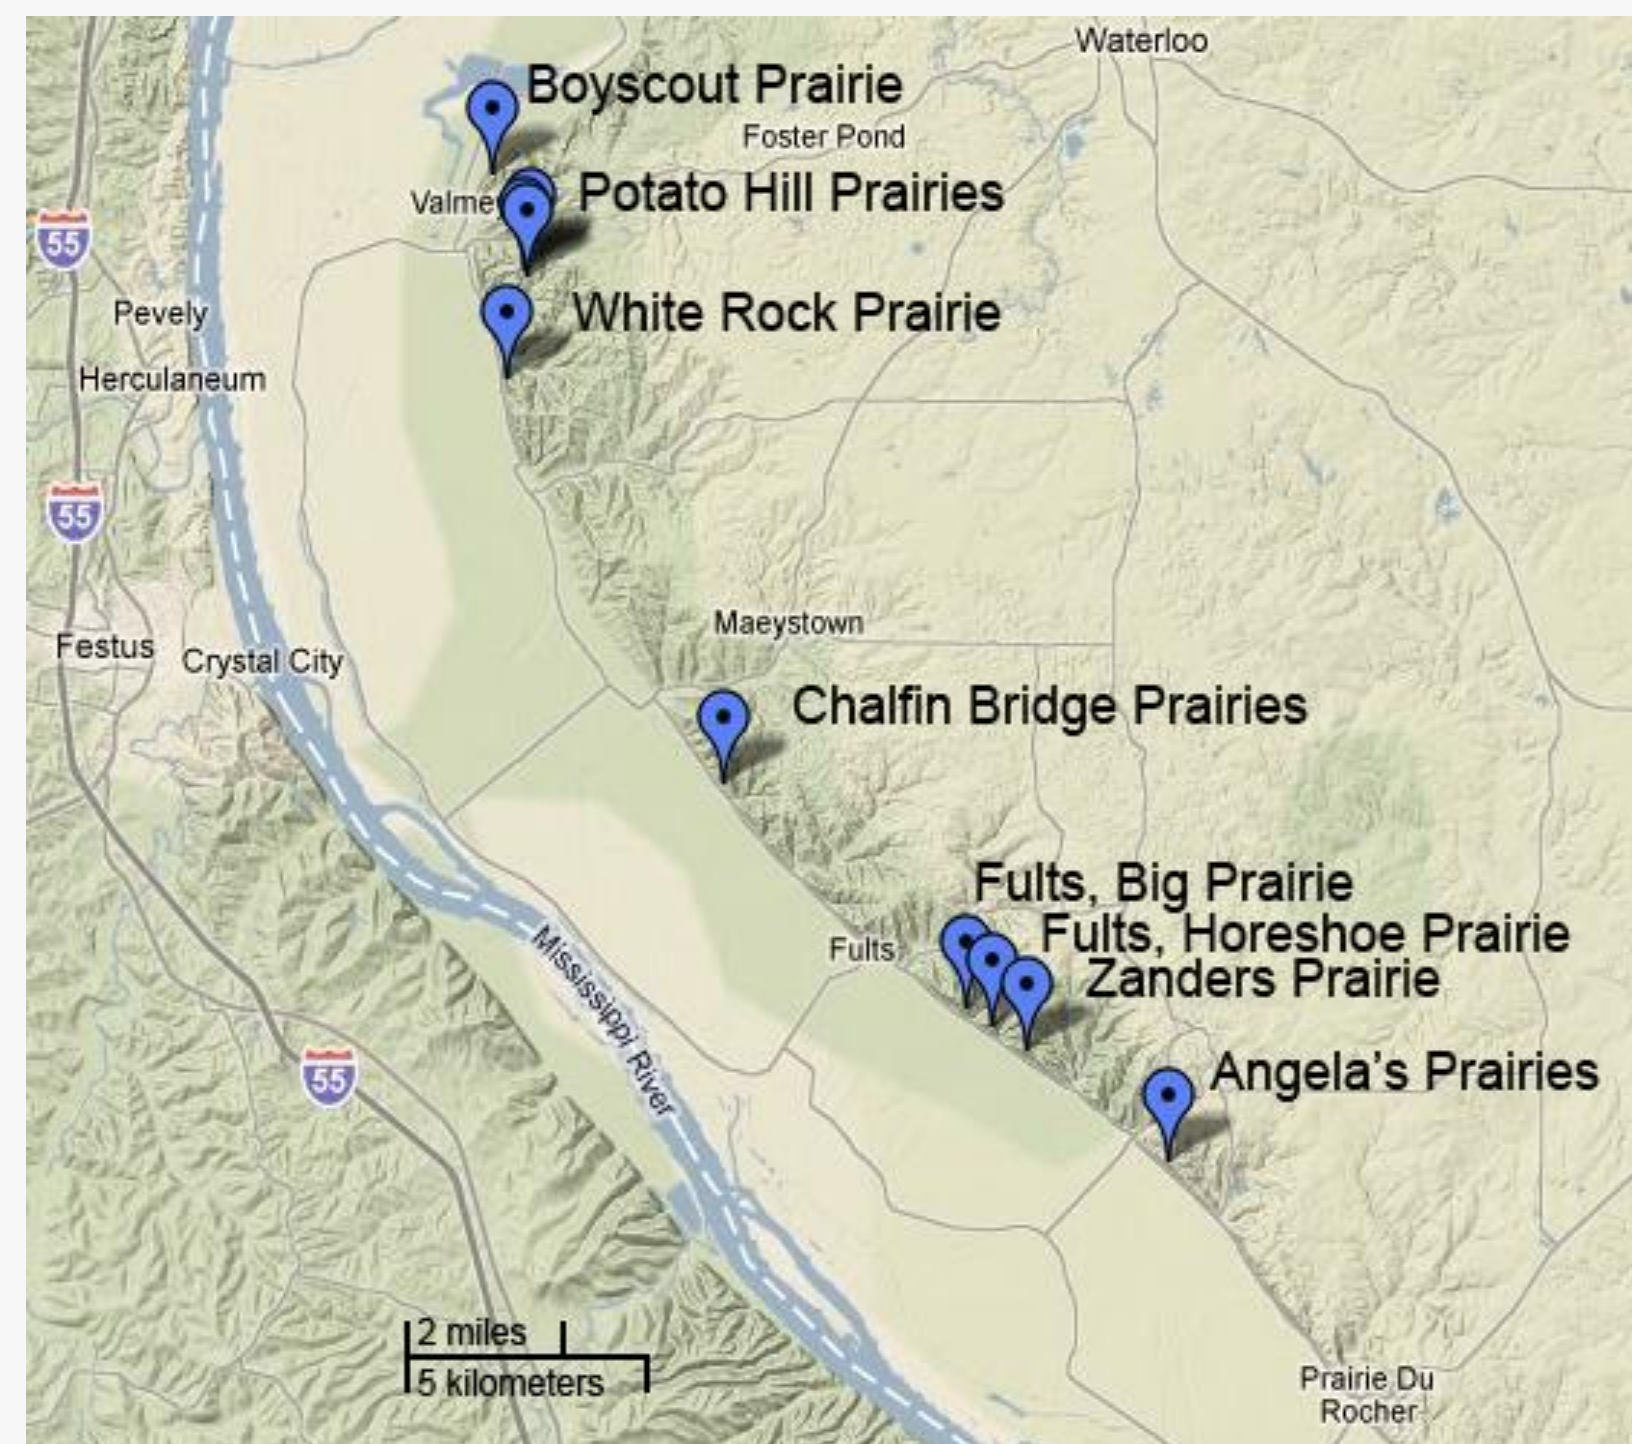 Waterloo
Boyscout Prairie
Foster Pond
Valme
Potato Hill Prairies
55
Pevely
White Rock Prairie
Herculaneum
55
Maeystown
Festus
Crystal City
Chalfin Bridge Prairies
Fults, Big Prairie
Fults, Horeshoe Prairie
Fults
Zanders Prairie
Mississippi River
55
Angela's Prairies
2 miles
5 kilometers
Prairie Du
Rocher